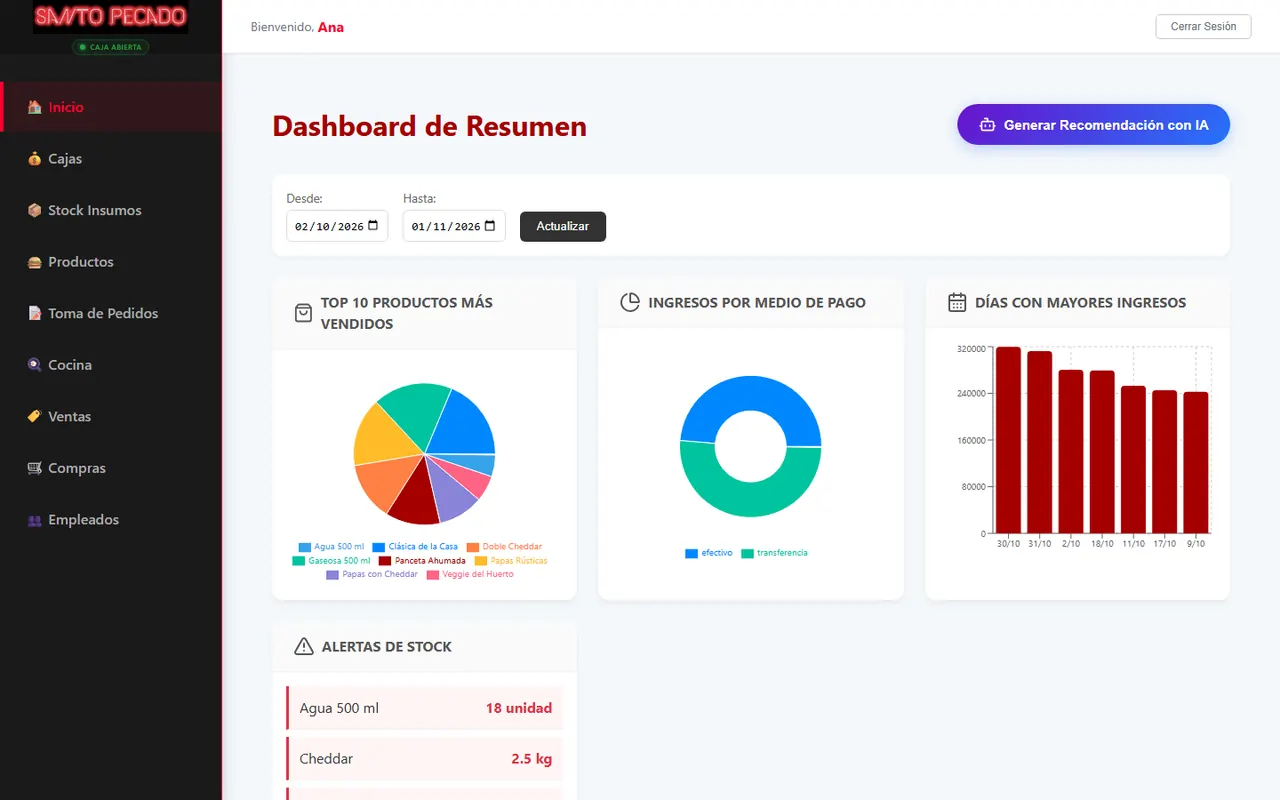 SANTO PECADO
CAJA ABIERTA
Inicio
Cajas
Stock Insumos
Productos
Toma de Pedidos
Cocina
Ventas
Compras
Empleados
Bienvenido, Ana
Cerrar Sesión
Dashboard de Resumen
Generar Recomendación con IA
Desde:
Hasta:
02/10/2026
01/11/2026
Actualizar
TOP 10 PRODUCTOS MÁS
VENDIDOS
Agua 500 ml Clásica de la Casa Doble Cheddar
Gaseosa 500 ml Panceta Ahumada Papas Rústicas
Papas con Cheddar Veggie del Huerto
INGRESOS POR MEDIO DE PAGO
efectivo transferencia
DÍAS CON MAYORES INGRESOS
320000
240000
160000
80000
0
30/10 31/10 2/10 18/10 11/10 17/10 9/10
ALERTAS DE STOCK
Agua 500 ml 18 unidad
Cheddar 2.5 kg